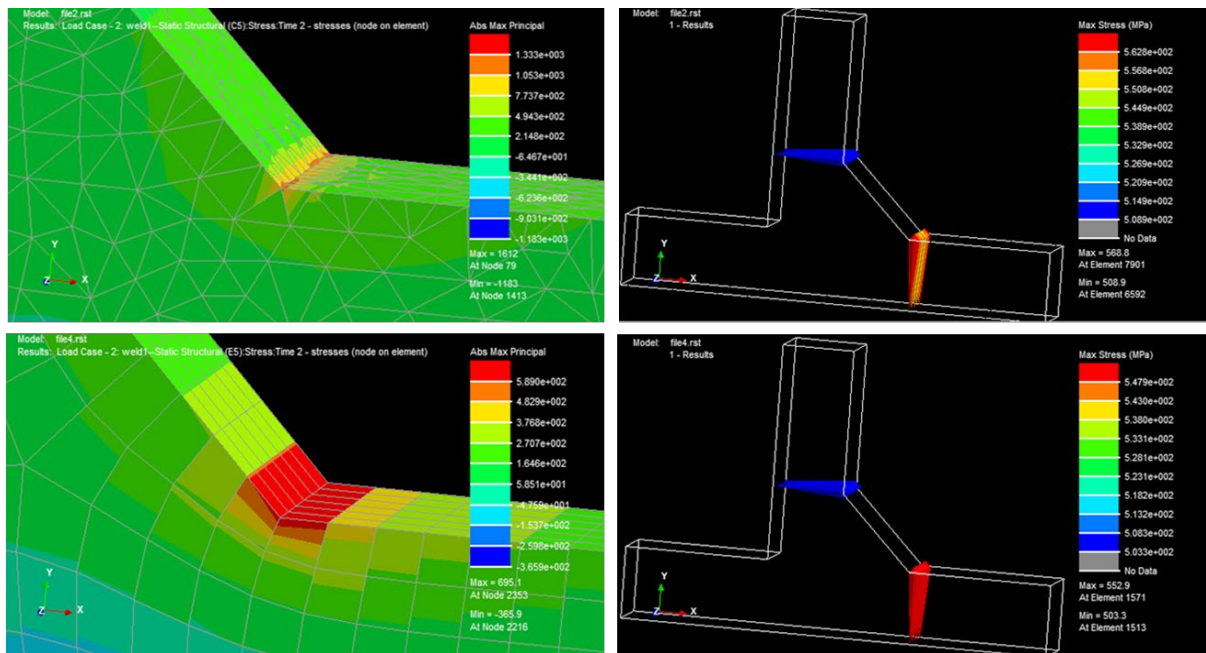 Model: file2.rst
Results: Load Case - 2: weld1--Static Structural (C5):Stress:Time 2 - stresses (node on element)
Abs Max Principal
1.333e+003
1.053e+003
7.737e+002
4.943e+002
2.148e+002
-6.467e+001
-3.441e+002
-6.236e+002
-9.031e+002
-1.183e+003
Max = 1612
At Node 79
Min = -1183
At Node 1413
Y
Z
X
Model: file2.rst
1 - Results
Max Stress (MPa)
5.628e+002
5.568e+002
5.508e+002
5.449e+002
5.389e+002
5.329e+002
5.269e+002
5.209e+002
5.149e+002
5.089e+002
No Data
Max = 568.8
At Element 7901
Min = 508.9
At Element 6592
Y
Z
X
Model: file4.rst
Results: Load Case - 2: weld1--Static Structural (E5):Stress:Time 2 - stresses (node on element)
Abs Max Principal
5.890e+002
4.829e+002
3.768e+002
2.707e+002
1.646e+002
5.851e+001
-4.759e+001
-1.537e+002
-2.598e+002
-3.659e+002
Max = 695.1
At Node 2353
Min = -365.9
At Node 2216
Y
Z
X
Model: file4.rst
1 - Results
Max Stress (MPa)
5.479e+002
5.430e+002
5.380e+002
5.331e+002
5.281e+002
5.231e+002
5.182e+002
5.132e+002
5.083e+002
5.033e+002
No Data
Max = 552.9
At Element 1571
Min = 503.3
At Element 1513
Y
Z
X